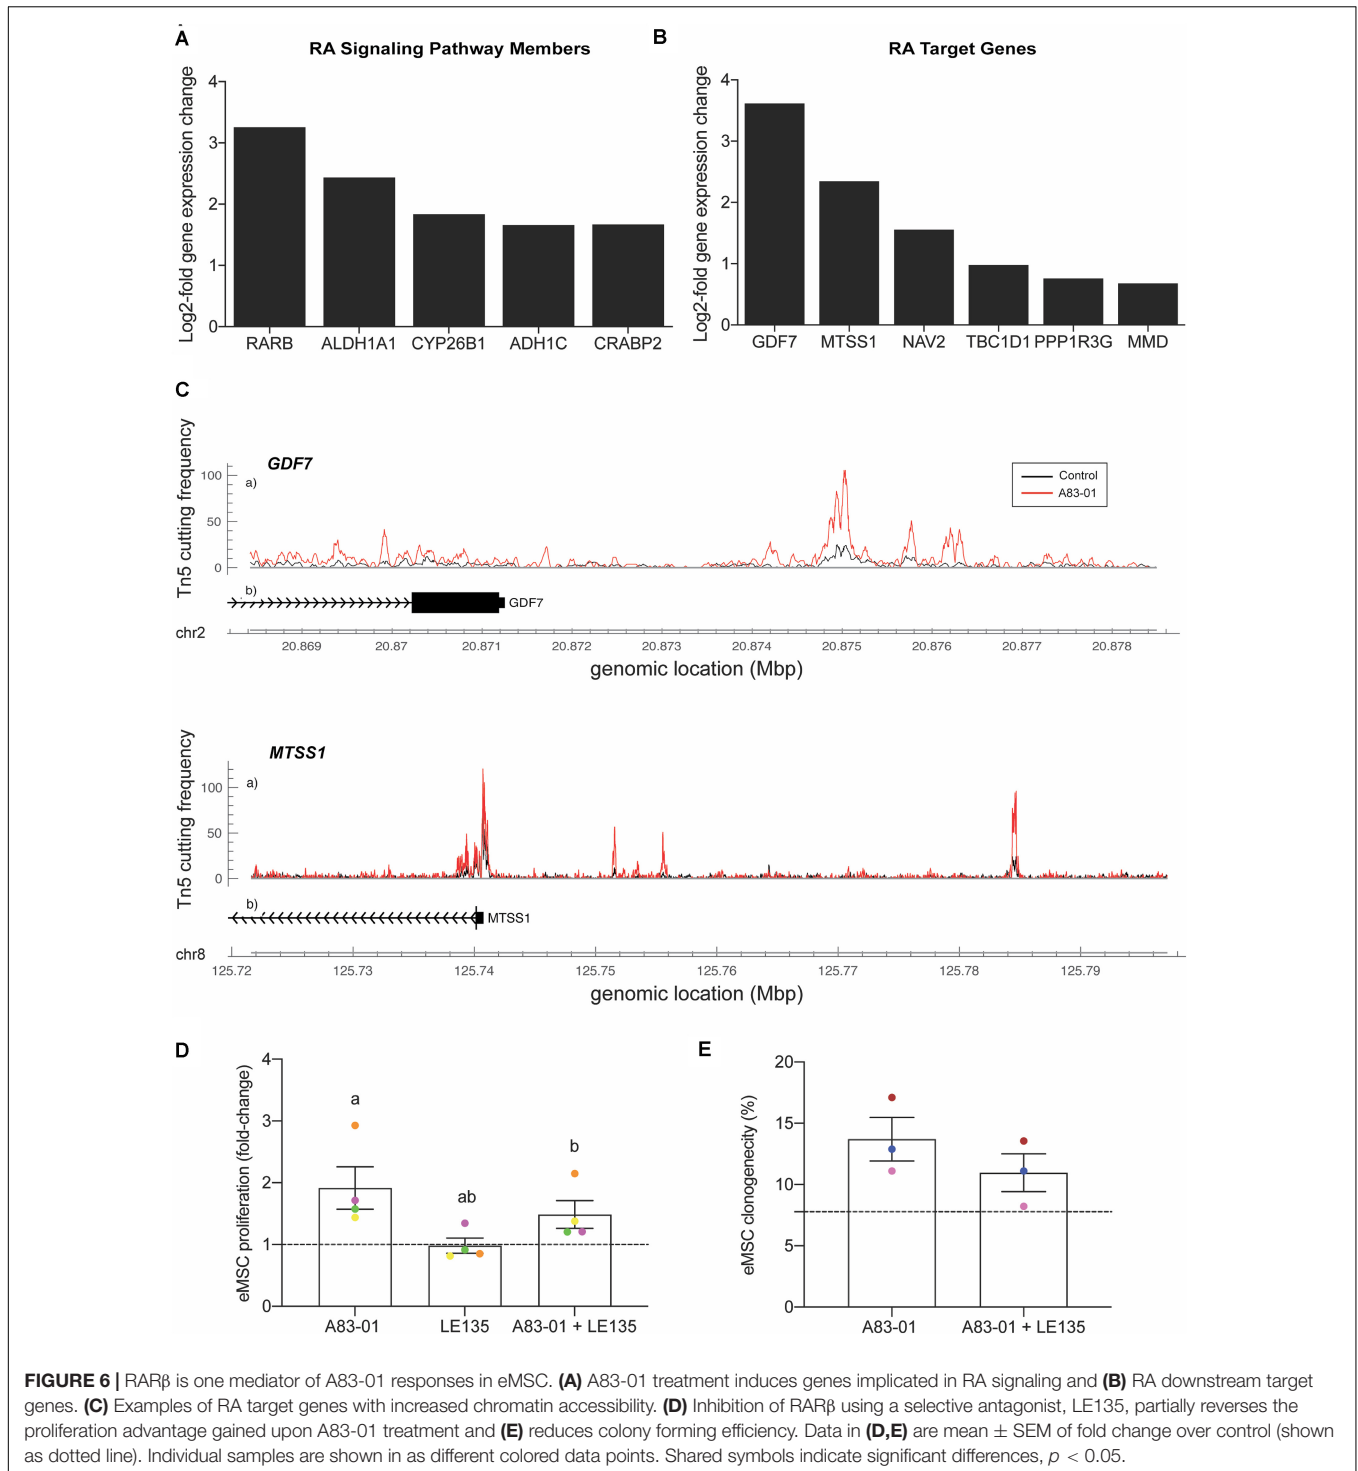 A
RA Signaling Pathway Members
Log2-fold gene expression change
4
3
2
1
0
RARB ALDH1A1 CYP26B1 ADH1C CRABP2
B
RA Target Genes
Log2-fold gene expression change
4
3
2
1
0
GDF7 MTSS1 NAV2 TBC1D1 PPP1R3G MMD
C
Tn5 cutting frequency
GDF7
a)
100
50
0
Control
A83-01
b)
GDF7
chr2
20.869 20.87 20.871 20.872 20.873 20.874 20.875 20.876 20.877 20.878
genomic location (Mbp)
Tn5 cutting frequency
MTSS1
a)
100
50
0
b)
MTSS1
chr8
125.72 125.73 125.74 125.75 125.76 125.77 125.78 125.79
genomic location (Mbp)
D
eMSC proliferation (fold-change)
4
3
2
1
0
a
ab
b
A83-01 LE135 A83-01 + LE135
E
eMSC clonogenecity (%)
20
15
10
5
0
A83-01 A83-01 + LE135
FIGURE 6 | RARβ is one mediator of A83-01 responses in eMSC. (A) A83-01 treatment induces genes implicated in RA signaling and (B) RA downstream target
genes. (C) Examples of RA target genes with increased chromatin accessibility. (D) Inhibition of RARβ using a selective antagonist, LE135, partially reverses the
proliferation advantage gained upon A83-01 treatment and (E) reduces colony forming efficiency. Data in (D,E) are mean ± SEM of fold change over control (shown
as dotted line). Individual samples are shown in as different colored data points. Shared symbols indicate significant differences, p < 0.05.